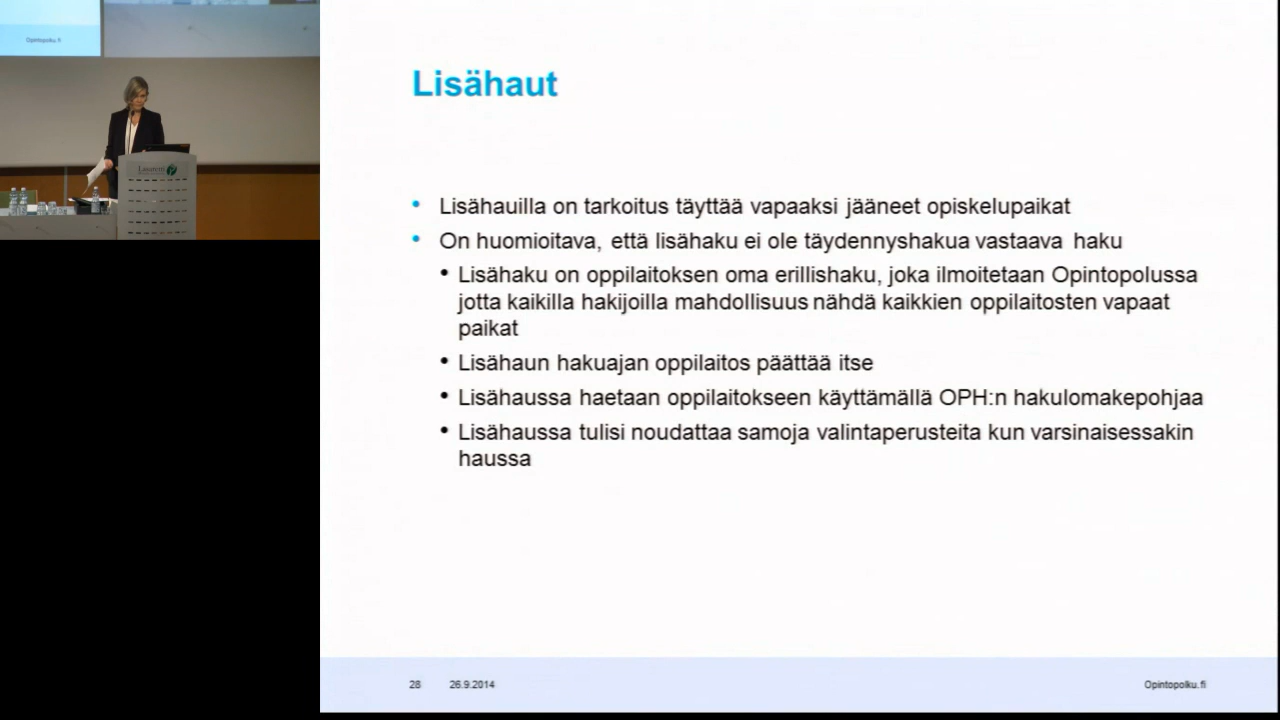 Opintopolku.fi
Lisähaut
Lisähauilla on tarkoitus täyttää vapaaksi jääneet opiskelupaikat
On huomioitava, että lisähaku ei ole täydennyshakua vastaava haku
Lisähaku on oppilaitoksen oma erillishaku, joka ilmoitetaan Opintopolussa
jotta kaikilla hakijoilla mahdollisuus nähdä kaikkien oppilaitosten vapaat
paikat
Lisähaun hakuajan oppilaitos päättää itse
Lisähaussa haetaan oppilaitokseen käyttämällä OPH:n hakulomakepohjaa
Lisähaussa tulisi noudattaa samoja valintaperusteita kun varsinaisessakin
haussa
28 26.9.2014 Opintopolku.fi